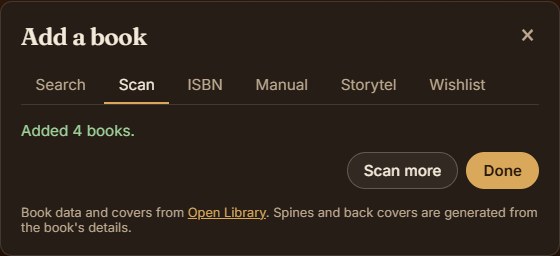 Add a book
×
Search Scan ISBN Manual Storytel Wishlist
Added 4 books.
Scan more Done
Book data and covers from Open Library. Spines and back covers are generated from
the book's details.